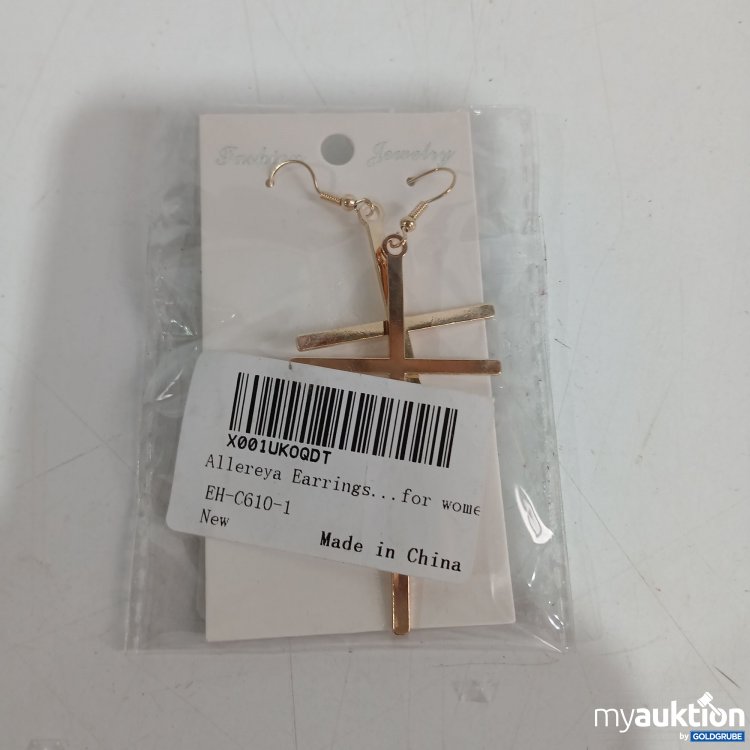 Fashion Jewelry
X001UKOQDT
Allereya Earrings...for wome
EH-C610-1
New
Made in China
myauktion
by GOLDGRUBE